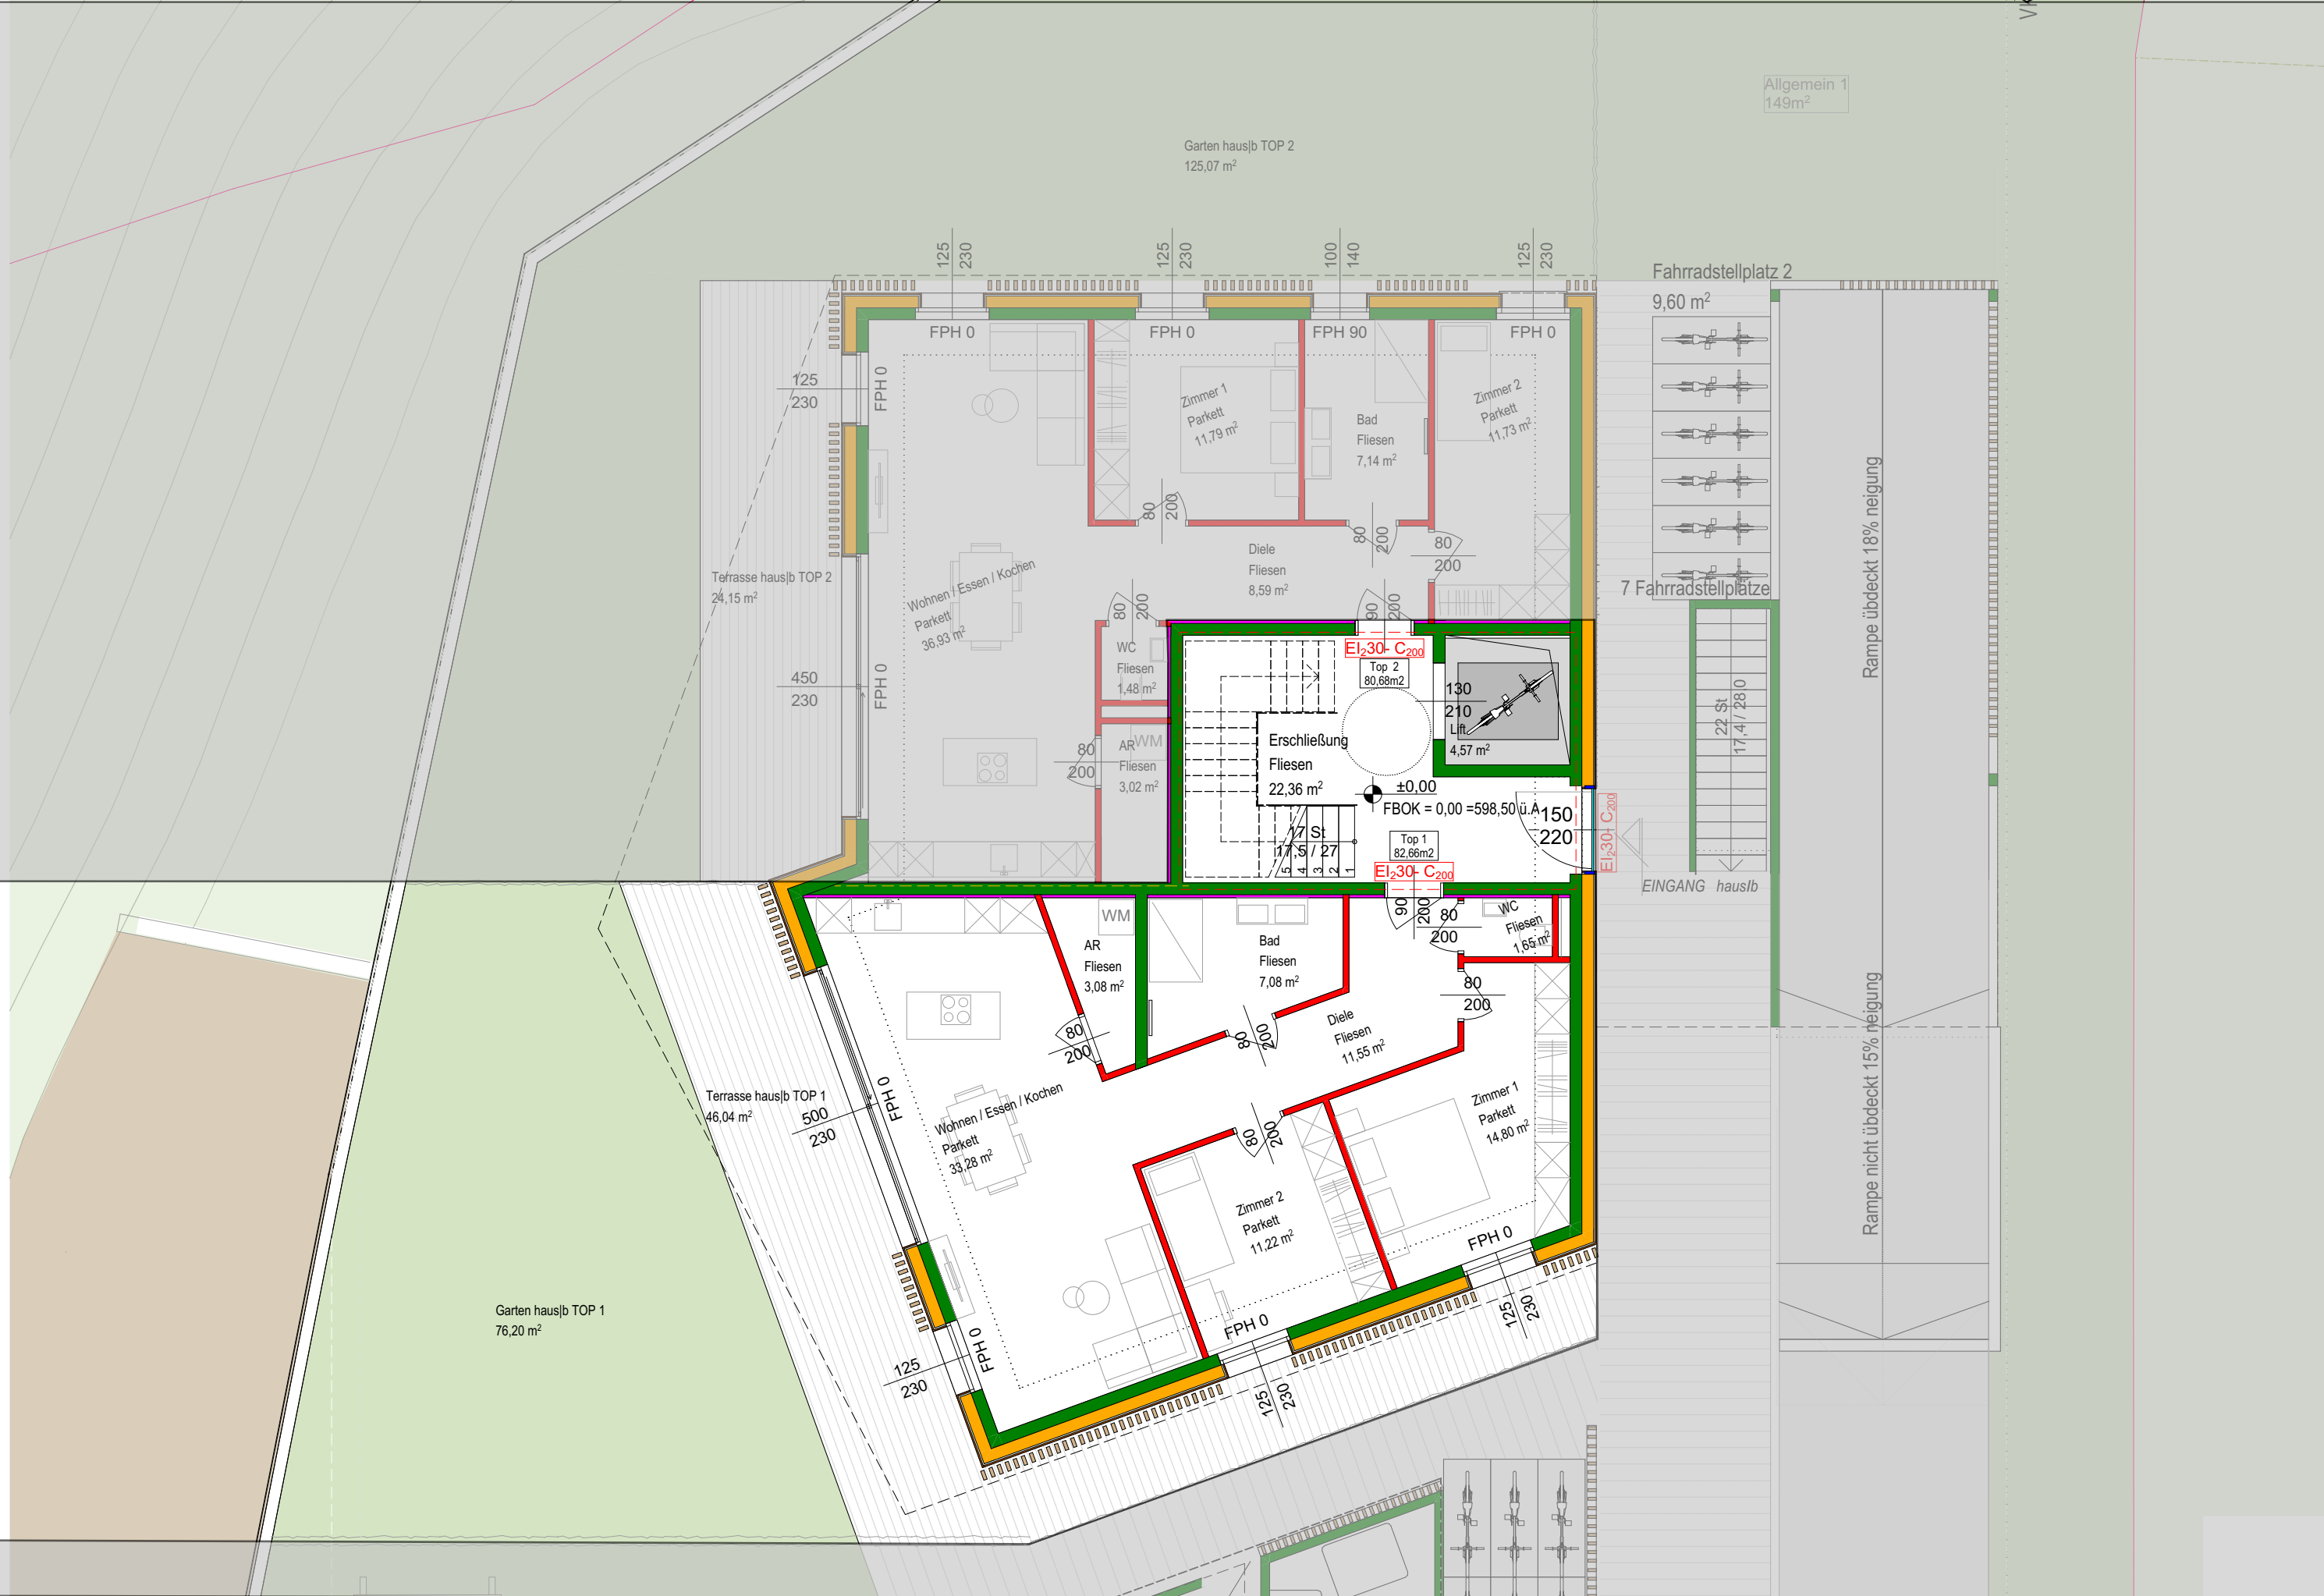 VK
Allgemein 1
149m²
Garten haus|b TOP 2
125,07 m²
125
230
125
230
100
140
125
230
Fahrradstellplatz 2
9,60 m²
FPH 0
FPH 0
FPH 90
FPH 0
125
230
FPH 0
Zimmer 1
Parkett
11,79 m²
Bad
Fliesen
7,14 m²
Zimmer 2
Parkett
11,73 m²
80
200
80
200
80
200
Diele
Fliesen
8,59 m²
Terrasse haus|b TOP 2
24,15 m²
Wohnen / Essen / Kochen
Parkett
36,93 m²
80
200
90
200
7 Fahrradstellplätze
Rampe übdeckt 18% neigung
22 St
17,4 / 28,0
450
230
FPH 0
WC
Fliesen
1,48 m²
80
200
AR
Fliesen
3,02 m²
WM
EI₂30- C₂₀₀
Top 2
80,68m2
130
210
Lift
4,57 m²
Erschließung
Fliesen
22,36 m²
±0,00
FBOK = 0,00 =598,50 ü.A
150
220
EI₂30- C₂₀₀
17 St
17,5 / 27
5
4
3
2
1
Top 1
82,66m2
EI₂30- C₂₀₀
EINGANG haus|b
90
200
80
200
WC
Fliesen
1,65 m²
WM
AR
Fliesen
3,08 m²
Bad
Fliesen
7,08 m²
80
200
80
200
80
200
Diele
Fliesen
11,55 m²
Rampe nicht übdeckt 15% neigung
Terrasse haus|b TOP 1
46,04 m²
500
230
FPH 0
Wohnen / Essen / Kochen
Parkett
33,28 m²
80
200
Zimmer 1
Parkett
14,80 m²
Zimmer 2
Parkett
11,22 m²
FPH 0
125
230
FPH 0
125
230
Garten haus|b TOP 1
76,20 m²
FPH 0
125
230